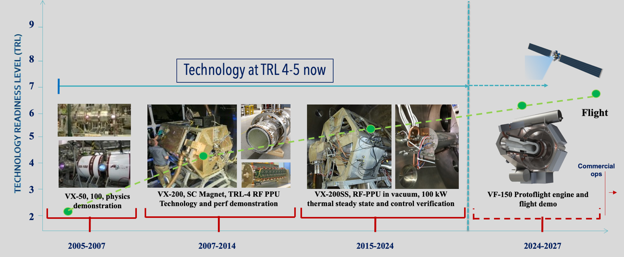 TECHNOLOGY READINESS LEVEL (TRL)
9
8
7
6
5
4
3
2
Technology at TRL 4-5 now
Flight
Commercial
ops
VX-50, 100, physics
demonstration
VX-200, SC Magnet, TRL-4 RF PPU
Technology and perf demonstration
VX-200SS, RF-PPU in vacuum, 100 kW
thermal steady state and control verification
VF-150 Protoflight engine and
flight demo
2005-2007
2007-2014
2015-2024
2024-2027